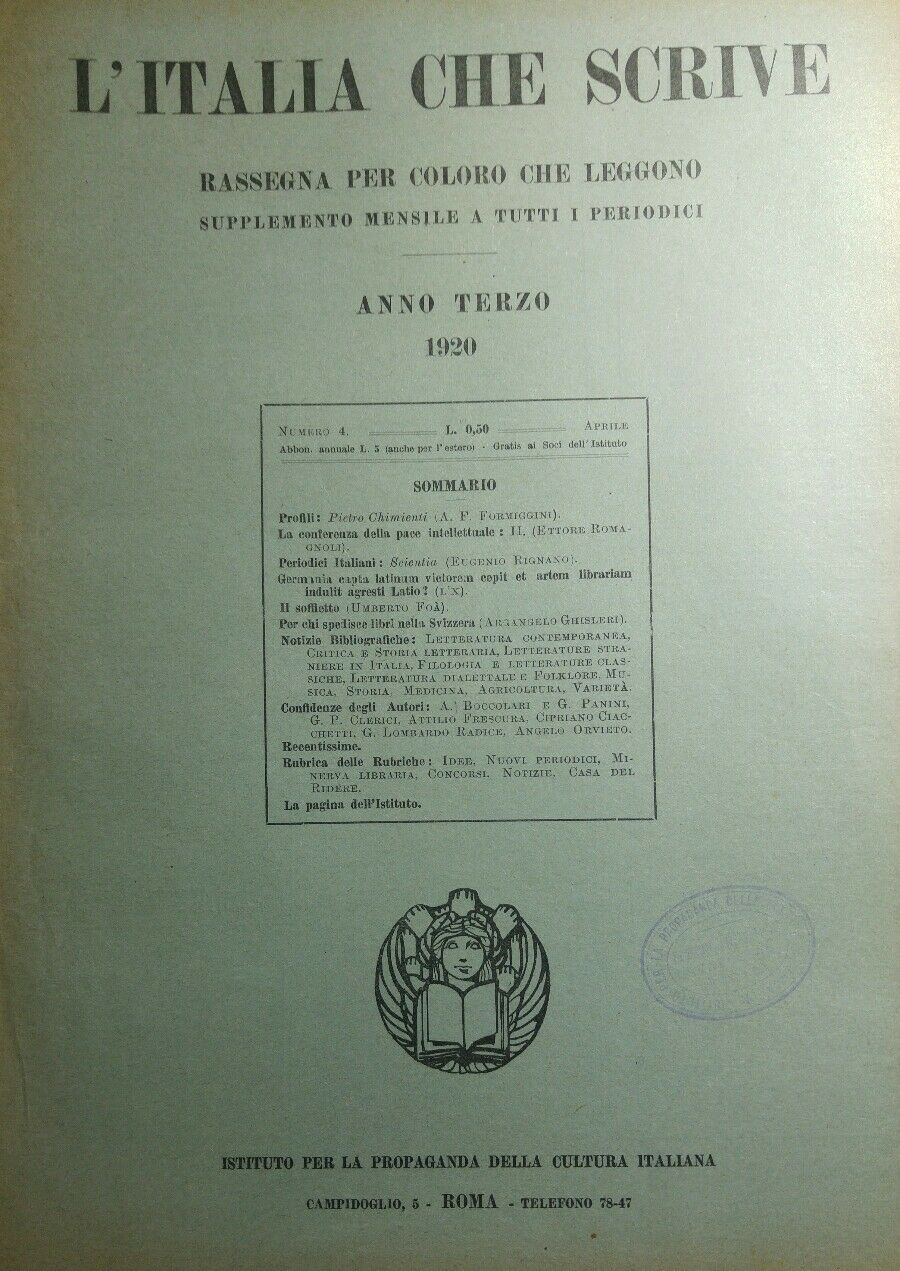 L'ITALIA CHE SCRIVE
RASSEGNA PER COLORO CHE LEGGONO
SUPPLEMENTO MENSILE A TUTTI I PERIODICI
ANNO TERZO
1920
NUMERO 4. L. 0,50 APRILE
Abbon. annuale L. 5 (anche per l'estero) - Gratis ai Soci dell'Istituto
SOMMARIO
Profili: Pietro Chimienti (A. F. FORMIGGINI).
La conferenza della pace intellettuale: II. (ETTORE ROMA-
GNOLI).
Periodici Italiani: Scientia (EUGENIO RIGNANO).
Germania capta latinum victorem cepit et artem librariam
indulit agresti Latio? (L'X).
Il soffietto (UMBERTO FOÀ).
Per chi spedisce libri nella Svizzera (ARCANGELO GHISLERI).
Notizie Bibliografiche: LETTERATURA CONTEMPORANEA,
CRITICA E STORIA LETTERARIA, LETTERATURE STRA-
NIERE IN ITALIA, FILOLOGIA E LETTERATURE CLAS-
SICHE, LETTERATURA DIALETTALE E FOLKLORE, MU-
SICA, STORIA, MEDICINA, AGRICOLTURA, VARIETÀ.
Confidenze degli Autori: A. BOCCOLARI E G. PANINI,
G. P. CLERICI, ATTILIO FRESCURA, CIPRIANO GIAC-
CHETTI, G. LOMBARDO RADICE, ANGELO ORVIETO.
Recentissime.
Rubrica delle Rubriche: IDEE, NUOVI PERIODICI, MI-
NERVA LIBRARIA, CONCORSI, NOTIZIE, CASA DEL
RIDERE.
La pagina dell'Istituto.
ISTITUTO PER LA PROPAGANDA DELLA CULTURA ITALIANA
CAMPIDOGLIO, 5 - ROMA - TELEFONO 78-47